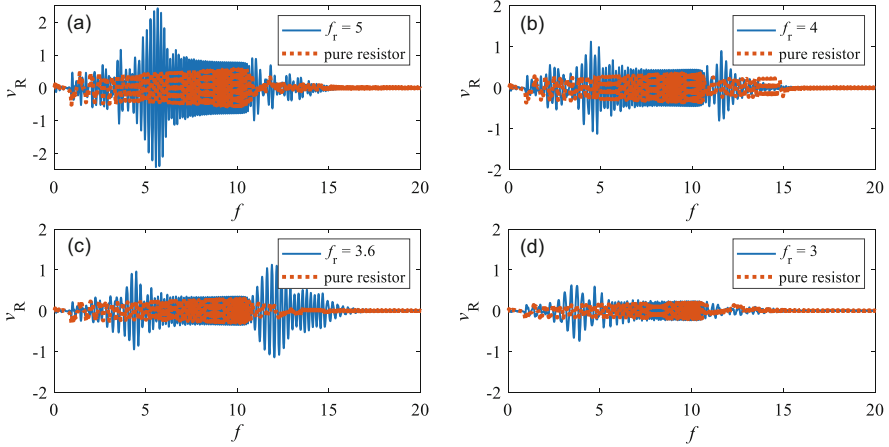 (a)
f_r = 5
pure resistor
v_R
2
1
0
-1
-2
0 5 10 15 20
f
(b)
f_r = 4
pure resistor
v_R
2
1
0
-1
-2
0 5 10 15 20
f
(c)
f_r = 3.6
pure resistor
v_R
2
1
0
-1
-2
0 5 10 15 20
f
(d)
f_r = 3
pure resistor
v_R
2
1
0
-1
-2
0 5 10 15 20
f